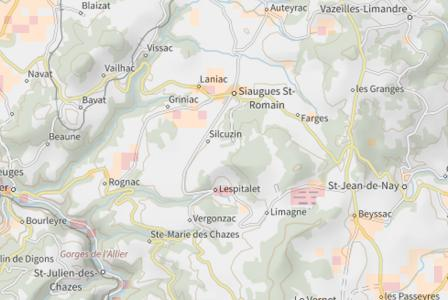 Blaizat
Auteyrac
Vazeilles-Limandre
Vissac
Vailhac
Navat
Laniac
Bavat
Griniac
Siaugues St-
Romain
les Granges
Farges
Beaune
Silcuzin
Rognac
Lespitalet
St-Jean-de-Nay
Limagne
Beyssac
Bourleyre
Vergonzac
Ste-Marie des Chazes
Gorges de l'Allier
St-Julien-des-
Chazes
les Passeyres